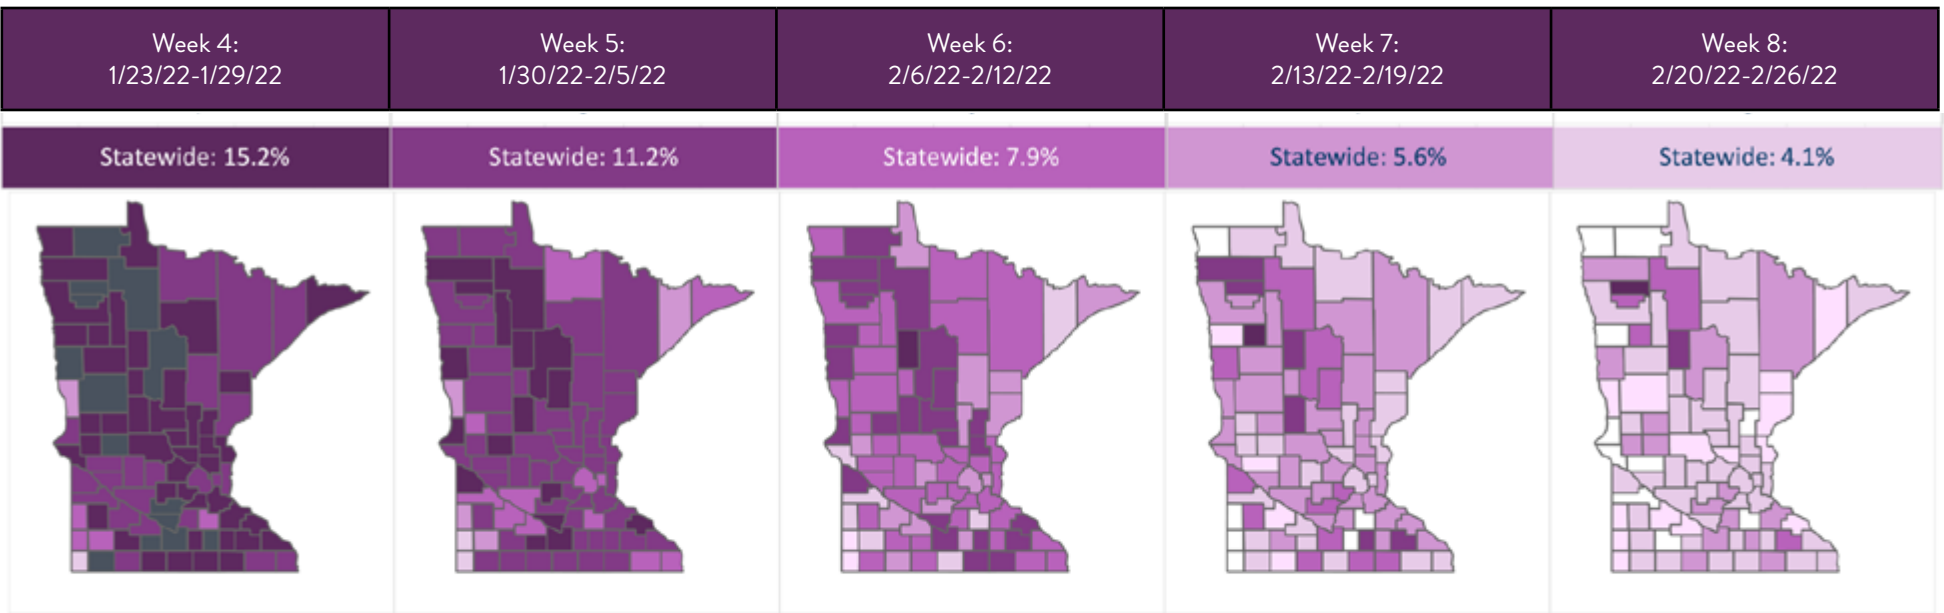 Week 4:
1/23/22-1/29/22
Week 5:
1/30/22-2/5/22
Week 6:
2/6/22-2/12/22
Week 7:
2/13/22-2/19/22
Week 8:
2/20/22-2/26/22
Statewide: 15.2%
Statewide: 11.2%
Statewide: 7.9%
Statewide: 5.6%
Statewide: 4.1%